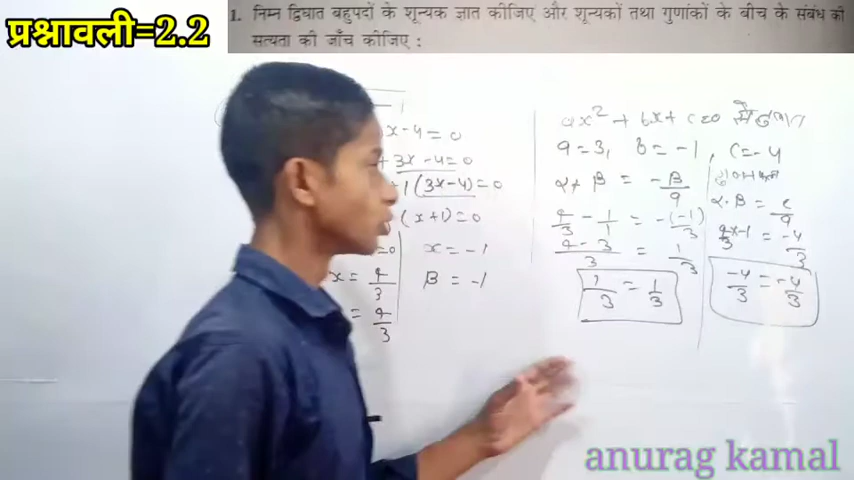 प्रश्नावली=2.2
1. निम्न द्विघात बहुपदों के शून्यक ज्ञात कीजिए और शून्यकों तथा गुणांकों के बीच के संबंध की
सत्यता की जाँच कीजिए :
x-4=0
+3x-4=0
+1(3x-4)=0
(x+1)=0
=0
x = 4/3
= 4/3
x = -1
β = -1
ax² + bx + c=0 से
a=3, b=-1, c=-4
α+β = -B/a
4/3 - 1/1 = -(-1)/3
4-3/3 = 1/3
1/3 = 1/3
α.β = c/a
4/3x-1 = -4/3
-4/3 = -4/3
anurag kamal